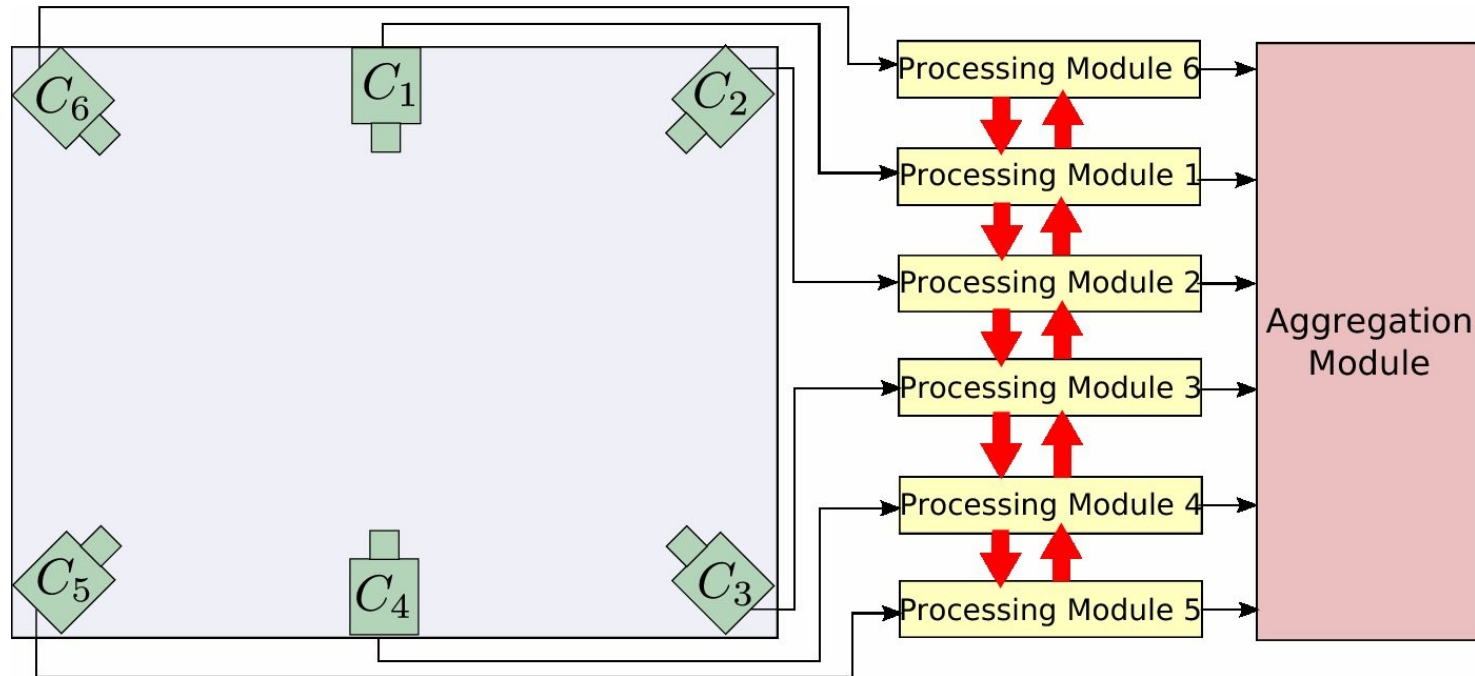 C₆
C₁
C₂
C₅
C₄
C₃
Processing Module 6
Processing Module 1
Processing Module 2
Processing Module 3
Processing Module 4
Processing Module 5
Aggregation
Module